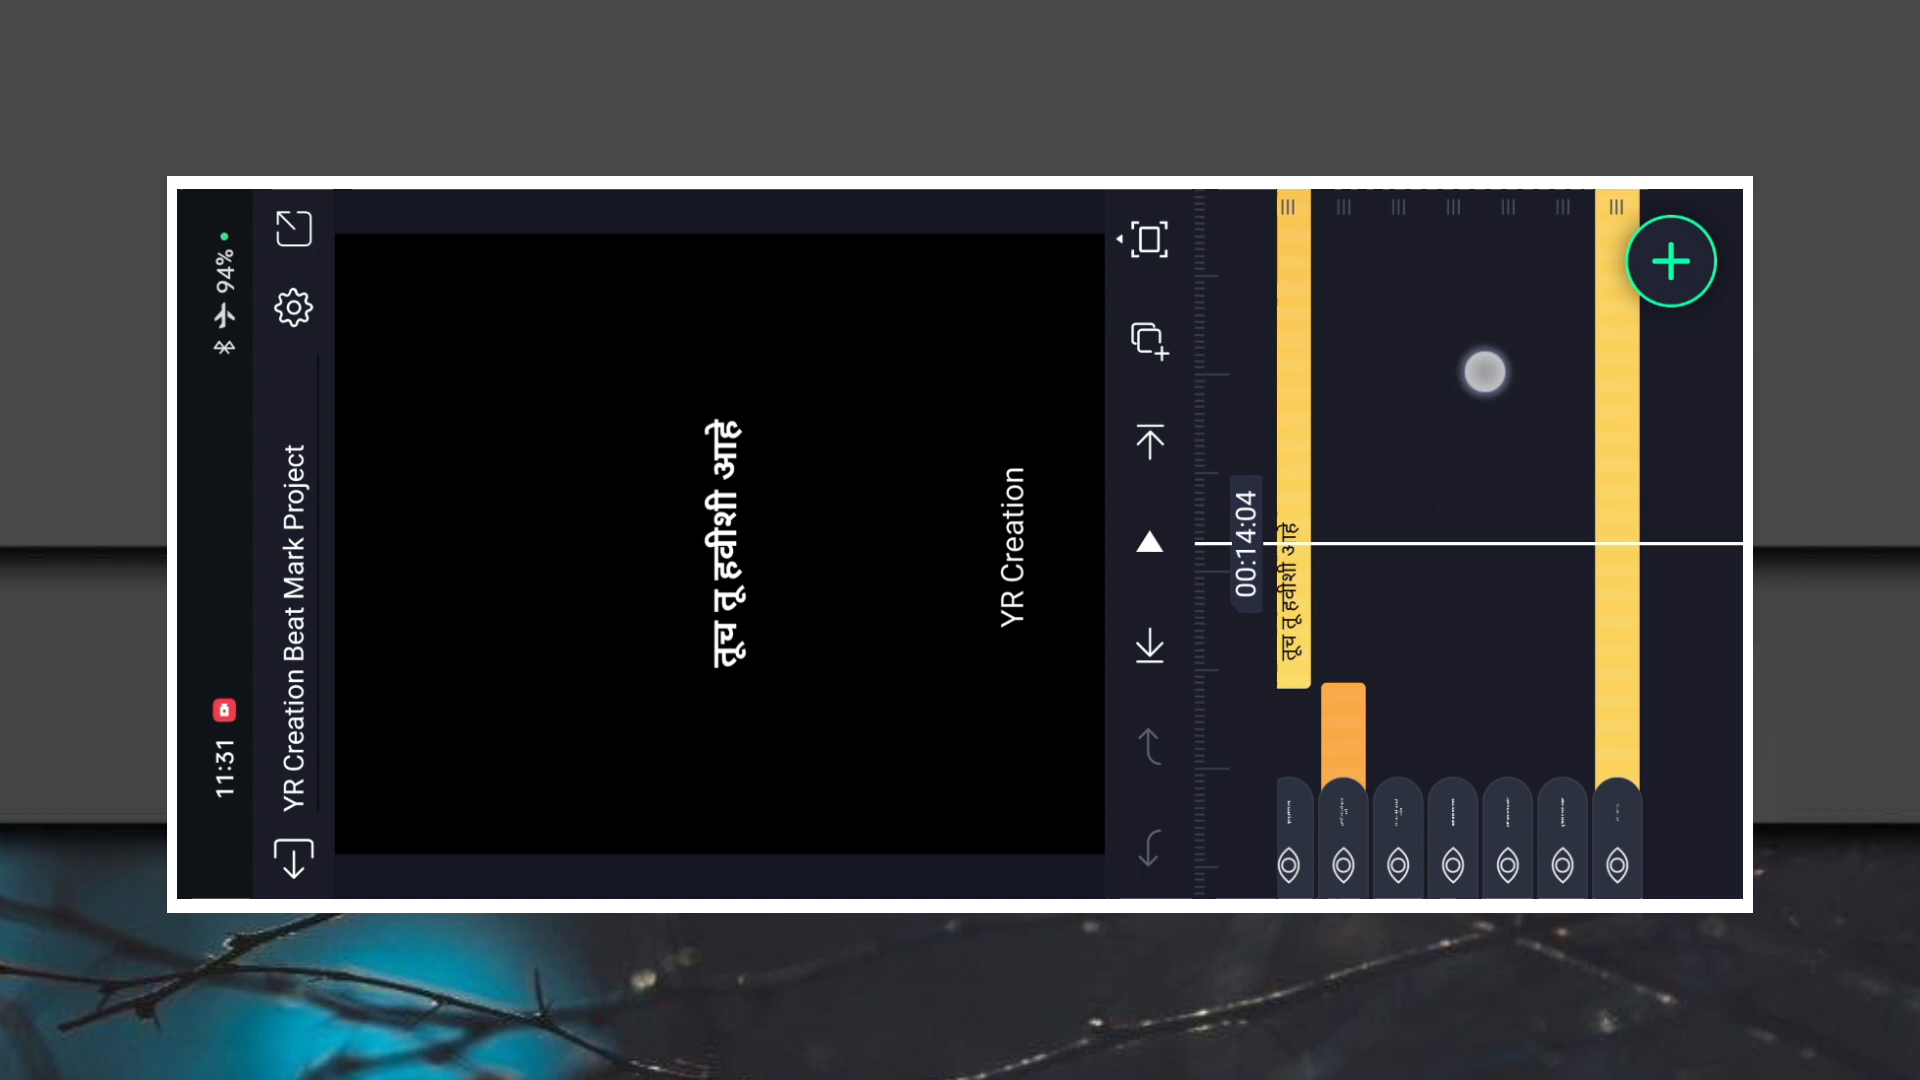 11:31
94%
YR Creation Beat Mark Project
तूच तू हवीशी आहे
YR Creation
00:14:04
तूच तू हवीशी आहे